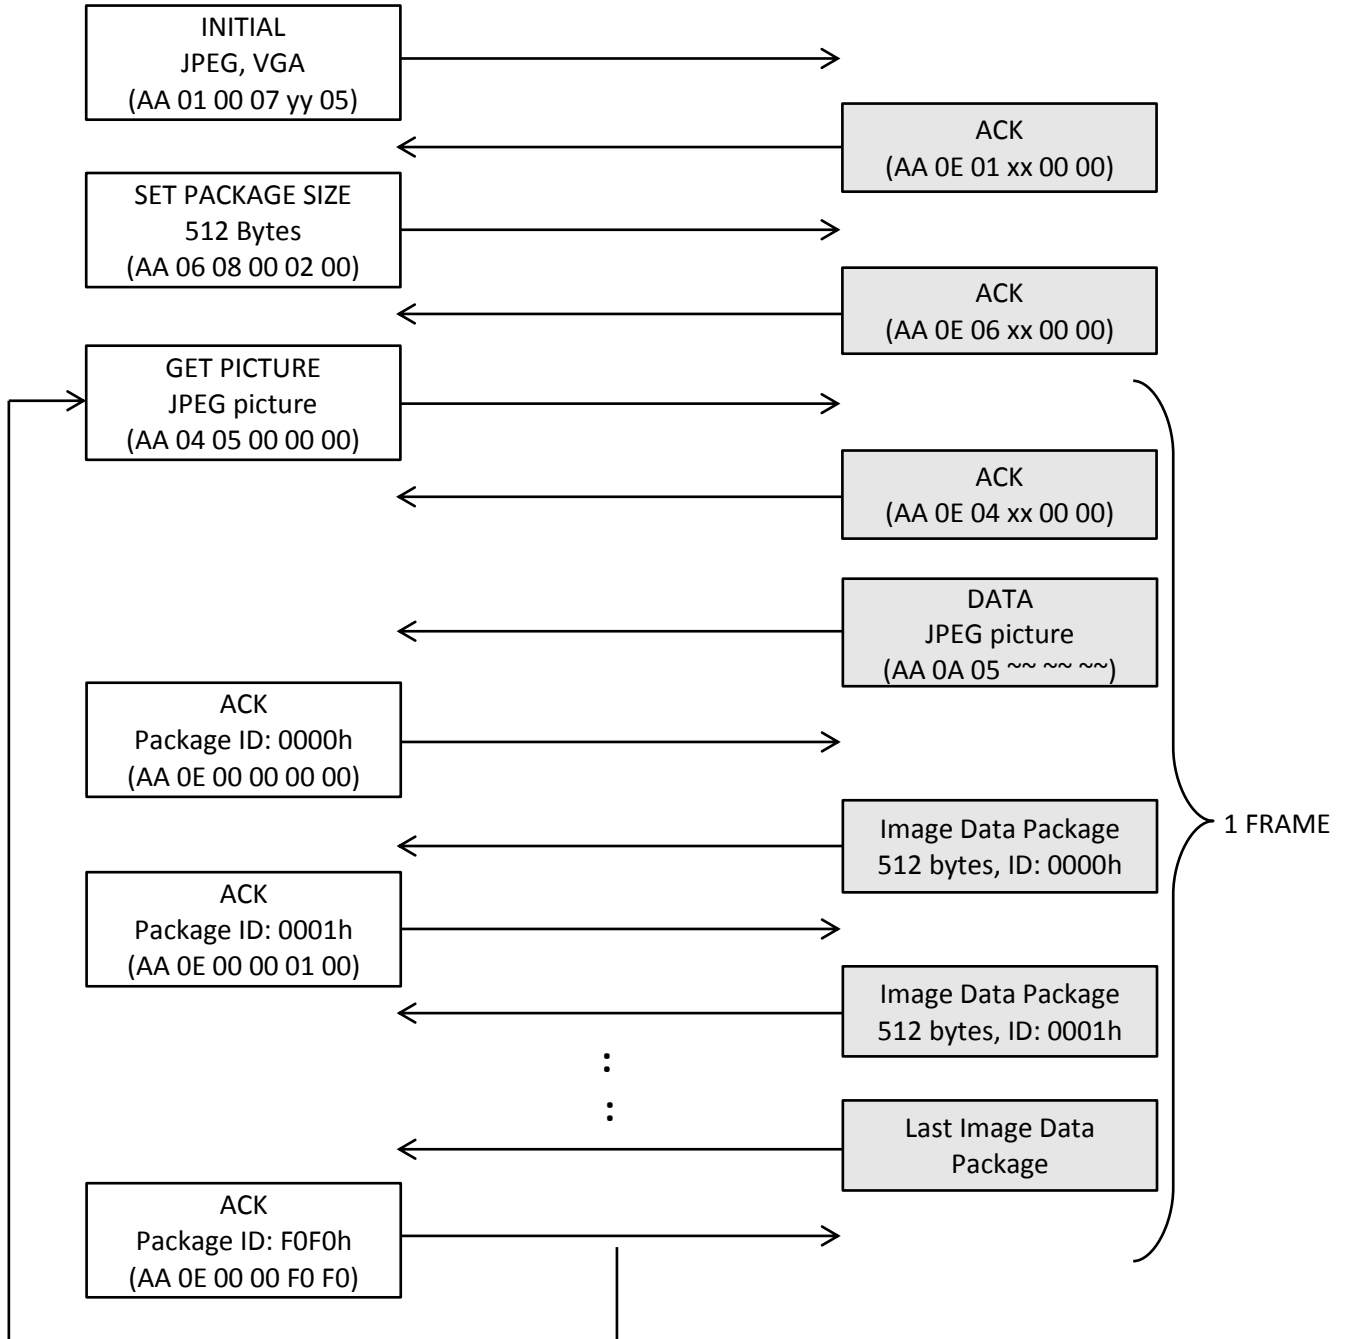 INITIAL
JPEG, VGA
(AA 01 00 07 yy 05)
ACK
(AA 0E 01 xx 00 00)
SET PACKAGE SIZE
512 Bytes
(AA 06 08 00 02 00)
ACK
(AA 0E 06 xx 00 00)
GET PICTURE
JPEG picture
(AA 04 05 00 00 00)
ACK
(AA 0E 04 xx 00 00)
DATA
JPEG picture
(AA 0A 05 ~~ ~~ ~~)
ACK
Package ID: 0000h
(AA 0E 00 00 00 00)
Image Data Package
512 bytes, ID: 0000h
1 FRAME
ACK
Package ID: 0001h
(AA 0E 00 00 01 00)
Image Data Package
512 bytes, ID: 0001h
:
:
Last Image Data
Package
ACK
Package ID: F0F0h
(AA 0E 00 00 F0 F0)